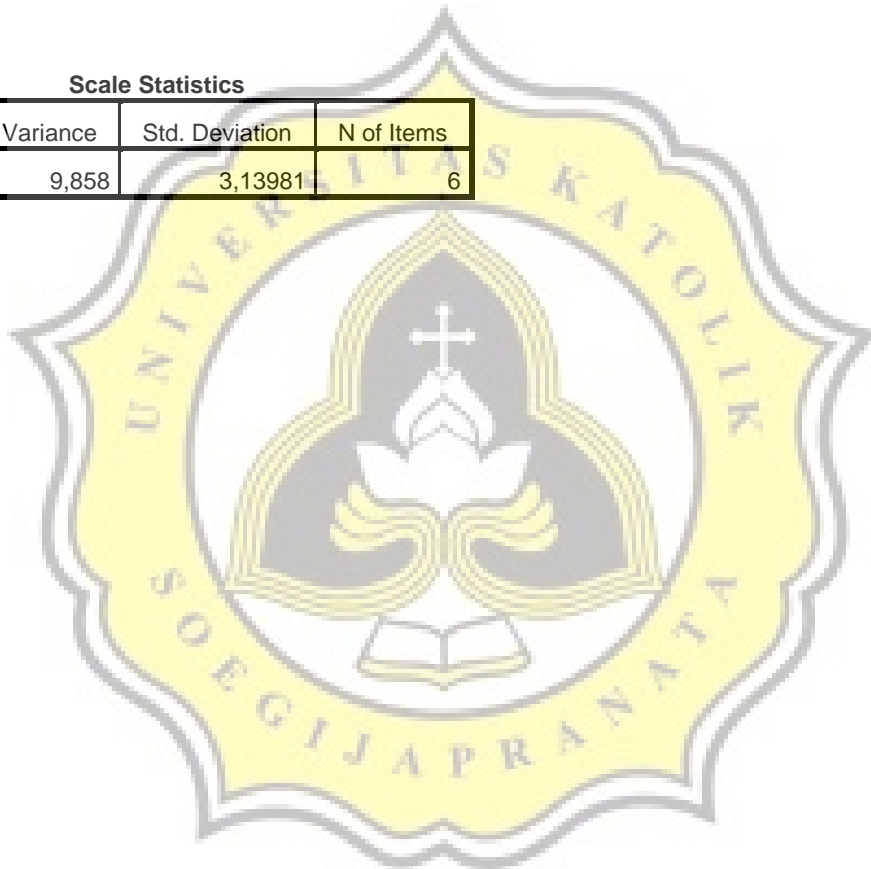 Scale Statistics
Variance Std. Deviation N of Items
9,858 3,13981 6
UNIVERSITAS KATOLIK
SOEGIJAPRANATA